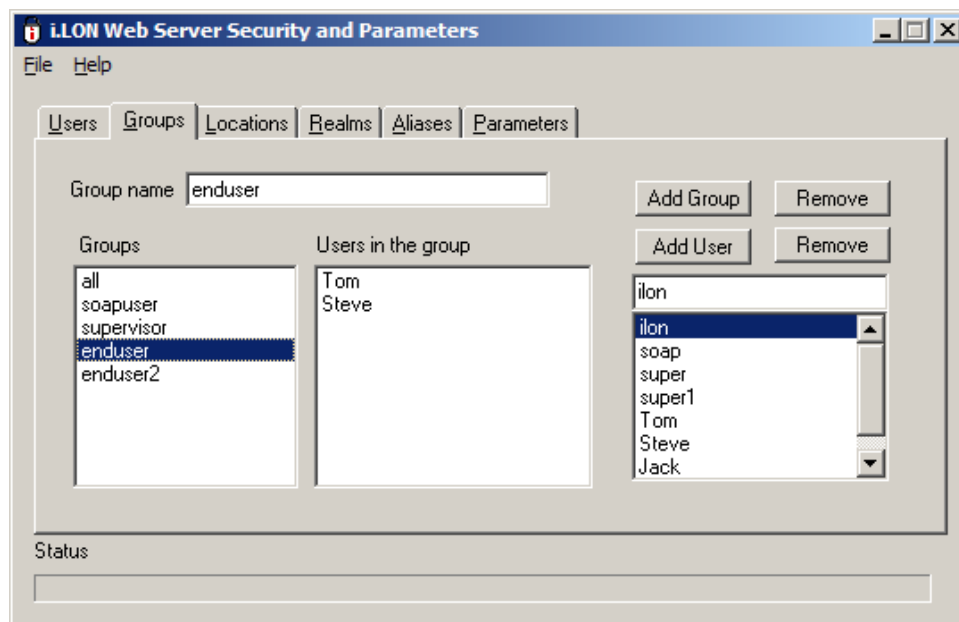 i.LON Web Server Security and Parameters
File Help
Users Groups Locations Realms Aliases Parameters
Group name enduser
Add Group Remove
Groups Users in the group
Add User Remove
all
soapuser
supervisor
enduser
enduser2
Tom
Steve
ilon
ilon
soap
super
super1
Tom
Steve
Jack
Status